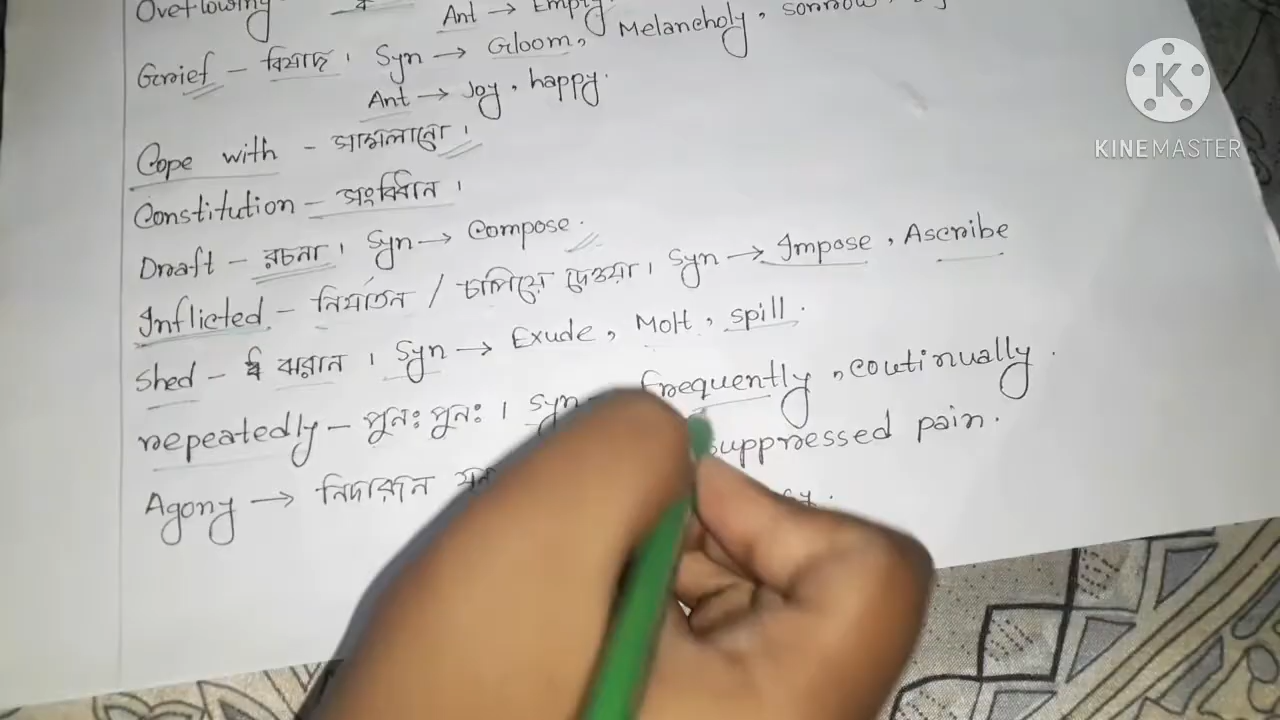 Overflowing
Ant → Empty
Grief - বিষাদ । Syn → Gloom, Melancholy, sorrow,
Ant → Joy, happy.
Cope with - সামলানো ।
Constitution - সংবিধান ।
Draft - রচনা । Syn → Compose.
Inflicted - নির্যাতন / চাপিয়ে দেওয়া । Syn → Impose, Ascribe
Shed - ঝরান । Syn → Exude, Molt, spill.
repeatedly - পুনঃ পুনঃ । syn frequently, coutinually.
Agony → নিদারুন suppressed pain.
KINEMASTER